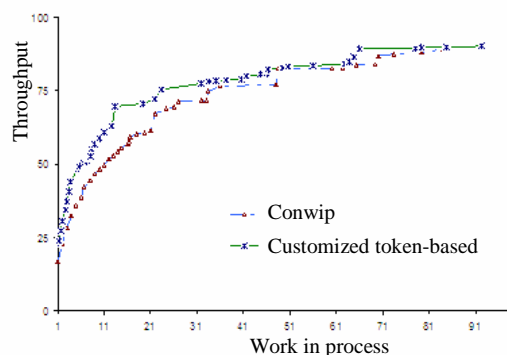 Throughput
100
75
50
25
0
1 11 21 31 41 51 61 71 81 91
Work in process
Conwip
Customized token-based